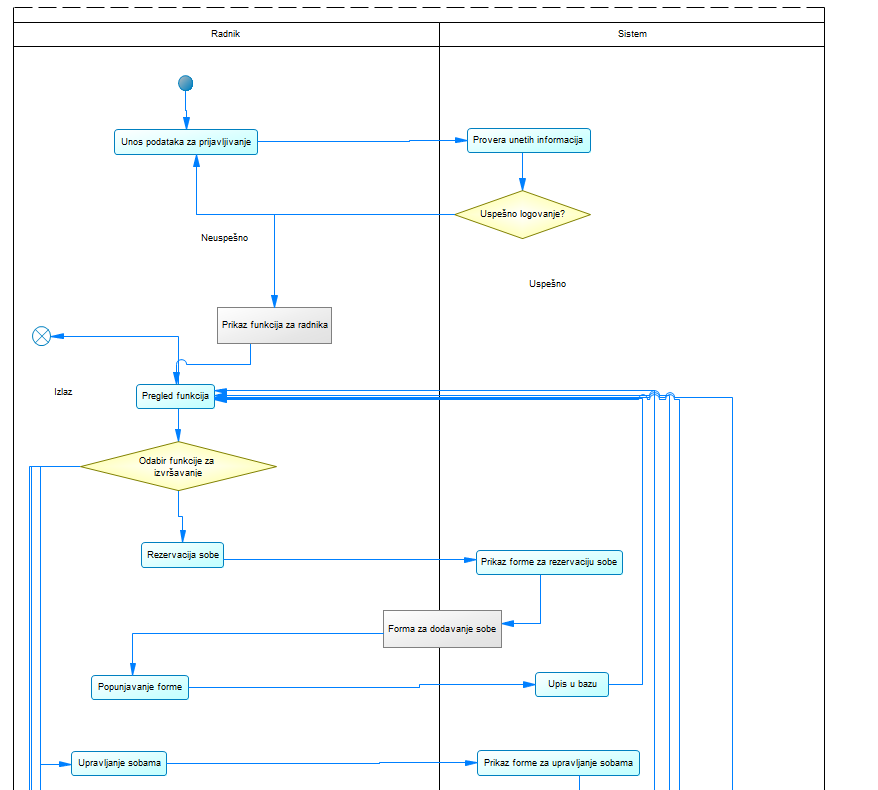 Radnik
Sistem
Unos podataka za prijavljivanje
Provera unetih informacija
Uspešno logovanje?
Neuspešno
Uspešno
Prikaz funkcija za radnika
Izlaz
Pregled funkcija
Odabir funkcije za
izvršavanje
Rezervacija sobe
Prikaz forme za rezervaciju sobe
Forma za dodavanje sobe
Popunjavanje forme
Upis u bazu
Upravljanje sobama
Prikaz forme za upravljanje sobama